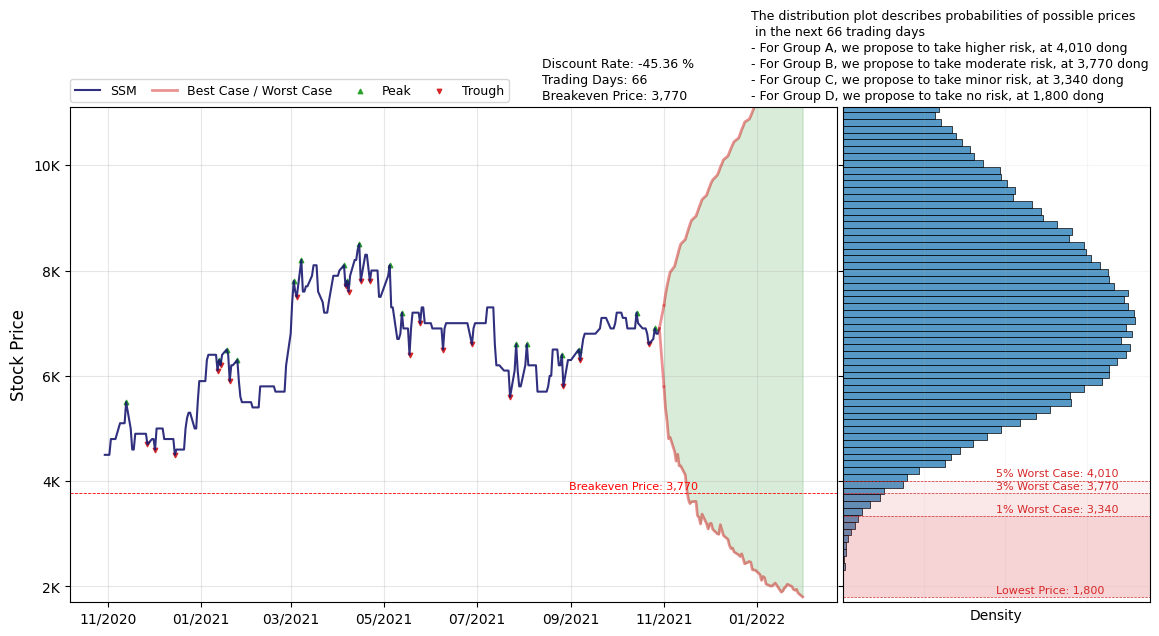 The distribution plot describes probabilities of possible prices
in the next 66 trading days
- For Group A, we propose to take higher risk, at 4,010 dong
- For Group B, we propose to take moderate risk, at 3,770 dong
- For Group C, we propose to take minor risk, at 3,340 dong
- For Group D, we propose to take no risk, at 1,800 dong
Discount Rate: -45.36 %
Trading Days: 66
Breakeven Price: 3,770
SSM
Best Case / Worst Case
Peak
Trough
Stock Price
10K
8K
6K
4K
2K
Breakeven Price: 3,770
5% Worst Case: 4,010
3% Worst Case: 3,770
1% Worst Case: 3,340
Lowest Price: 1,800
11/2020
01/2021
03/2021
05/2021
07/2021
09/2021
11/2021
01/2022
Density